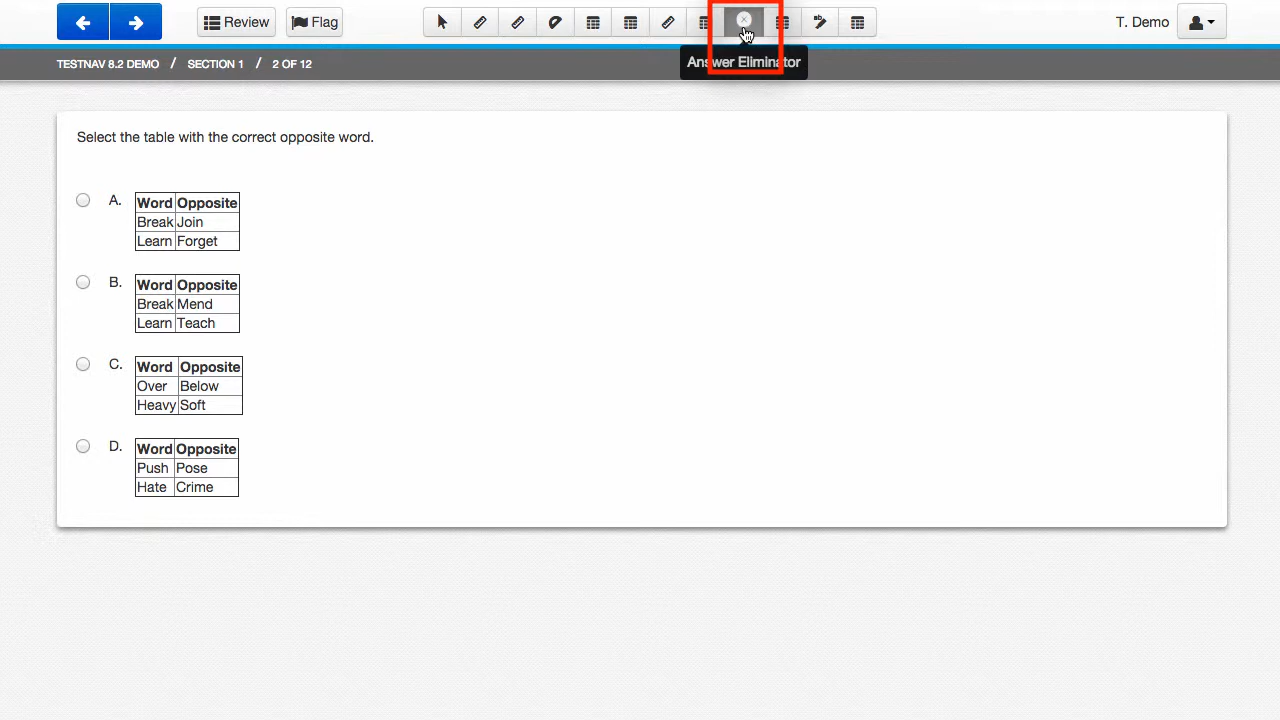 Review Flag T. Demo
Answer Eliminator
TESTNAV 8.2 DEMO / SECTION 1 / 2 OF 12
Select the table with the correct opposite word.
A.
Word Opposite
Break Join
Learn Forget
B.
Word Opposite
Break Mend
Learn Teach
C.
Word Opposite
Over Below
Heavy Soft
D.
Word Opposite
Push Pose
Hate Crime